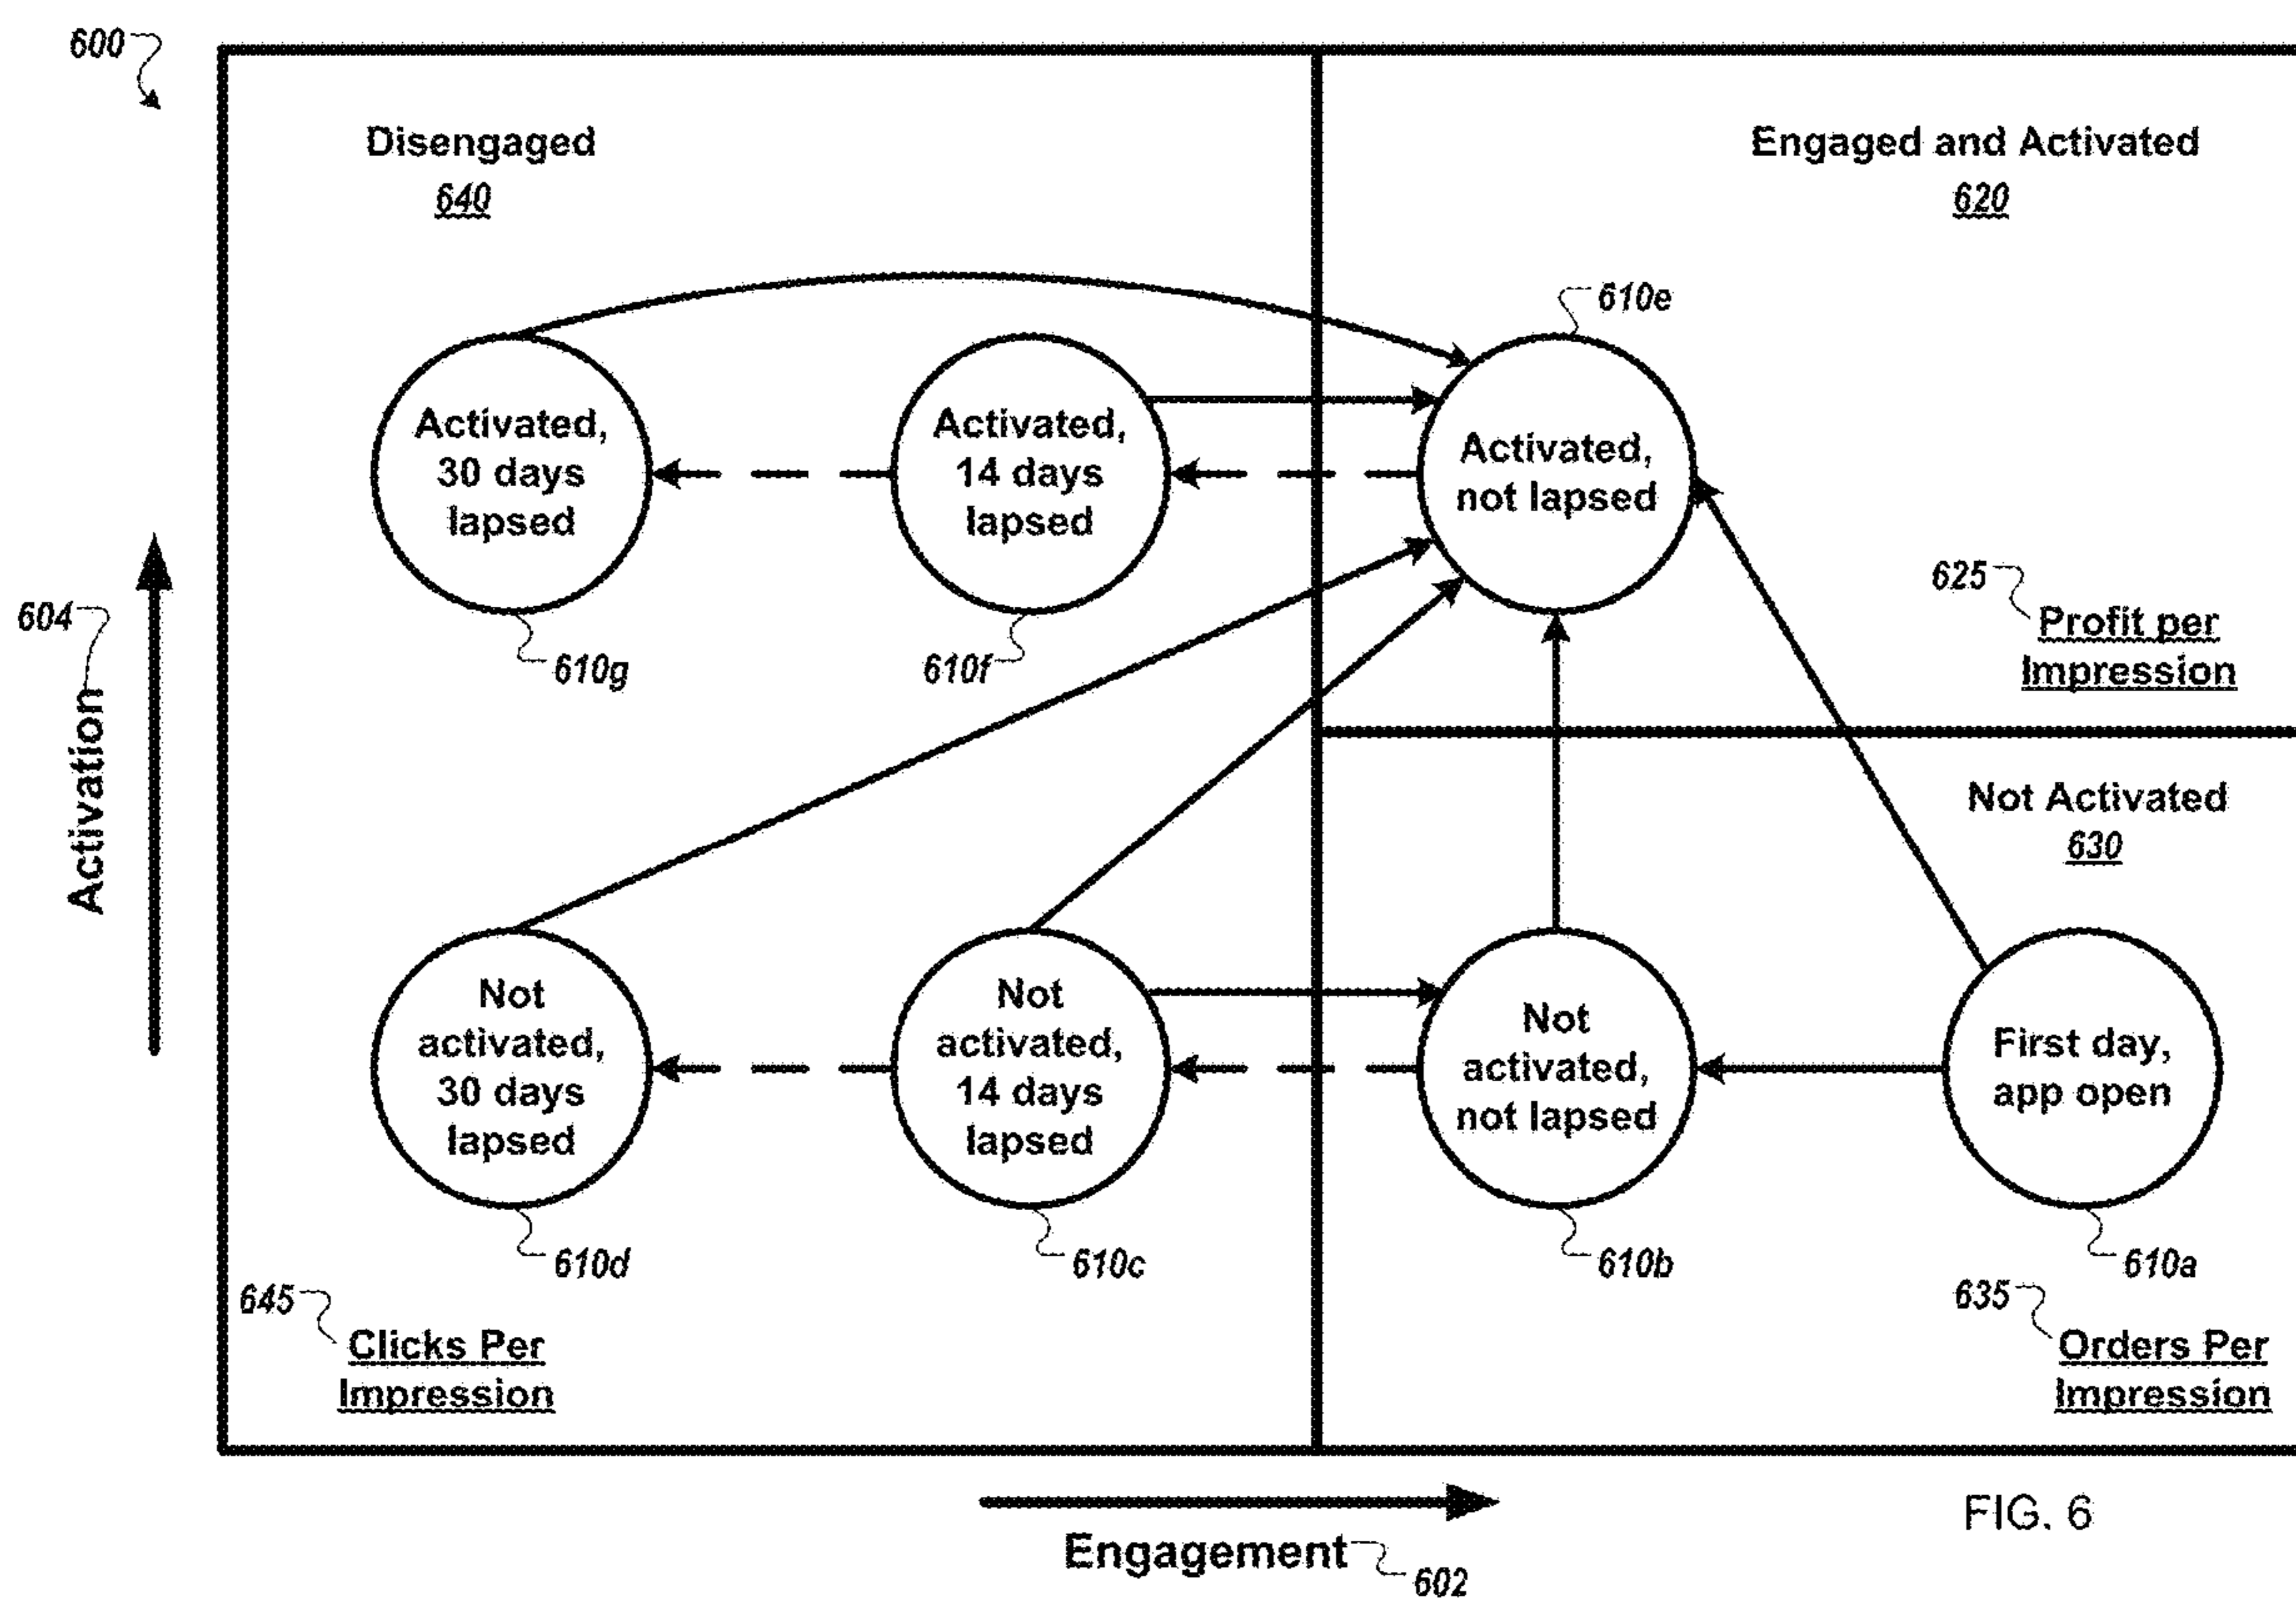 600
Disengaged
640
Engaged and Activated
620
610e
Activated,
30 days
lapsed
Activated,
14 days
lapsed
Activated,
not lapsed
610g
610f
625
Profit per
Impression
604
Activation
Not Activated
630
Not
activated,
30 days
lapsed
Not
activated,
14 days
lapsed
Not
activated,
not lapsed
First day,
app open
610d
610c
610b
610a
645
Clicks Per
Impression
635
Orders Per
Impression
Engagement
602
FIG. 6